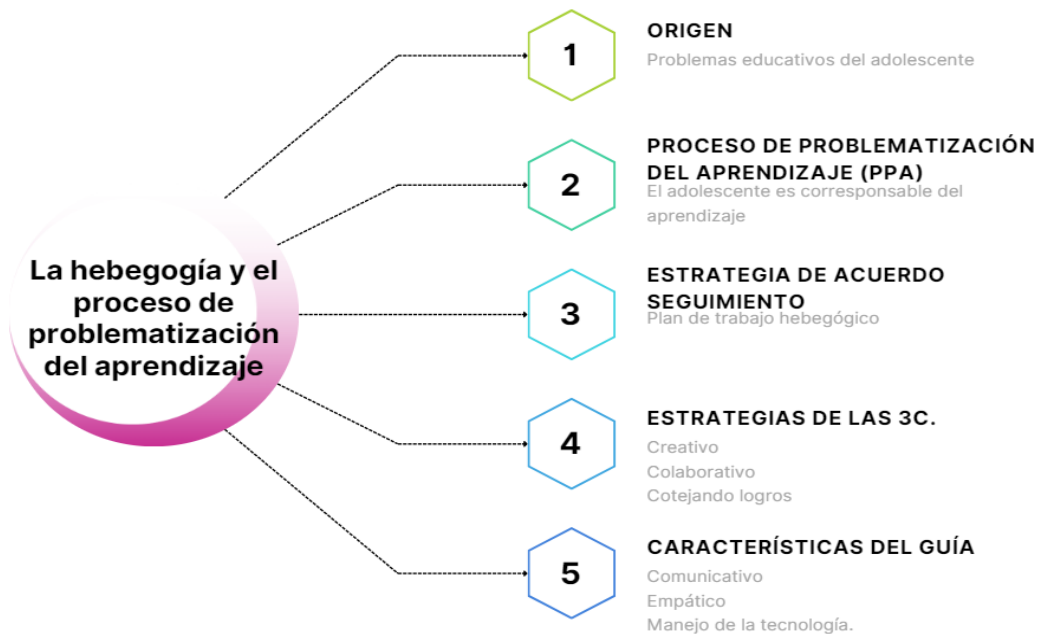 La hebegogía y el
proceso de
problematización
del aprendizaje
1
ORIGEN
Problemas educativos del adolescente
2
PROCESO DE PROBLEMATIZACIÓN
DEL APRENDIZAJE (PPA)
El adolescente es corresponsable del
aprendizaje
3
ESTRATEGIA DE ACUERDO
SEGUIMIENTO
Plan de trabajo hebegógico
4
ESTRATEGIAS DE LAS 3C.
Creativo
Colaborativo
Cotejando logros
5
CARACTERÍSTICAS DEL GUÍA
Comunicativo
Empático
Manejo de la tecnología.